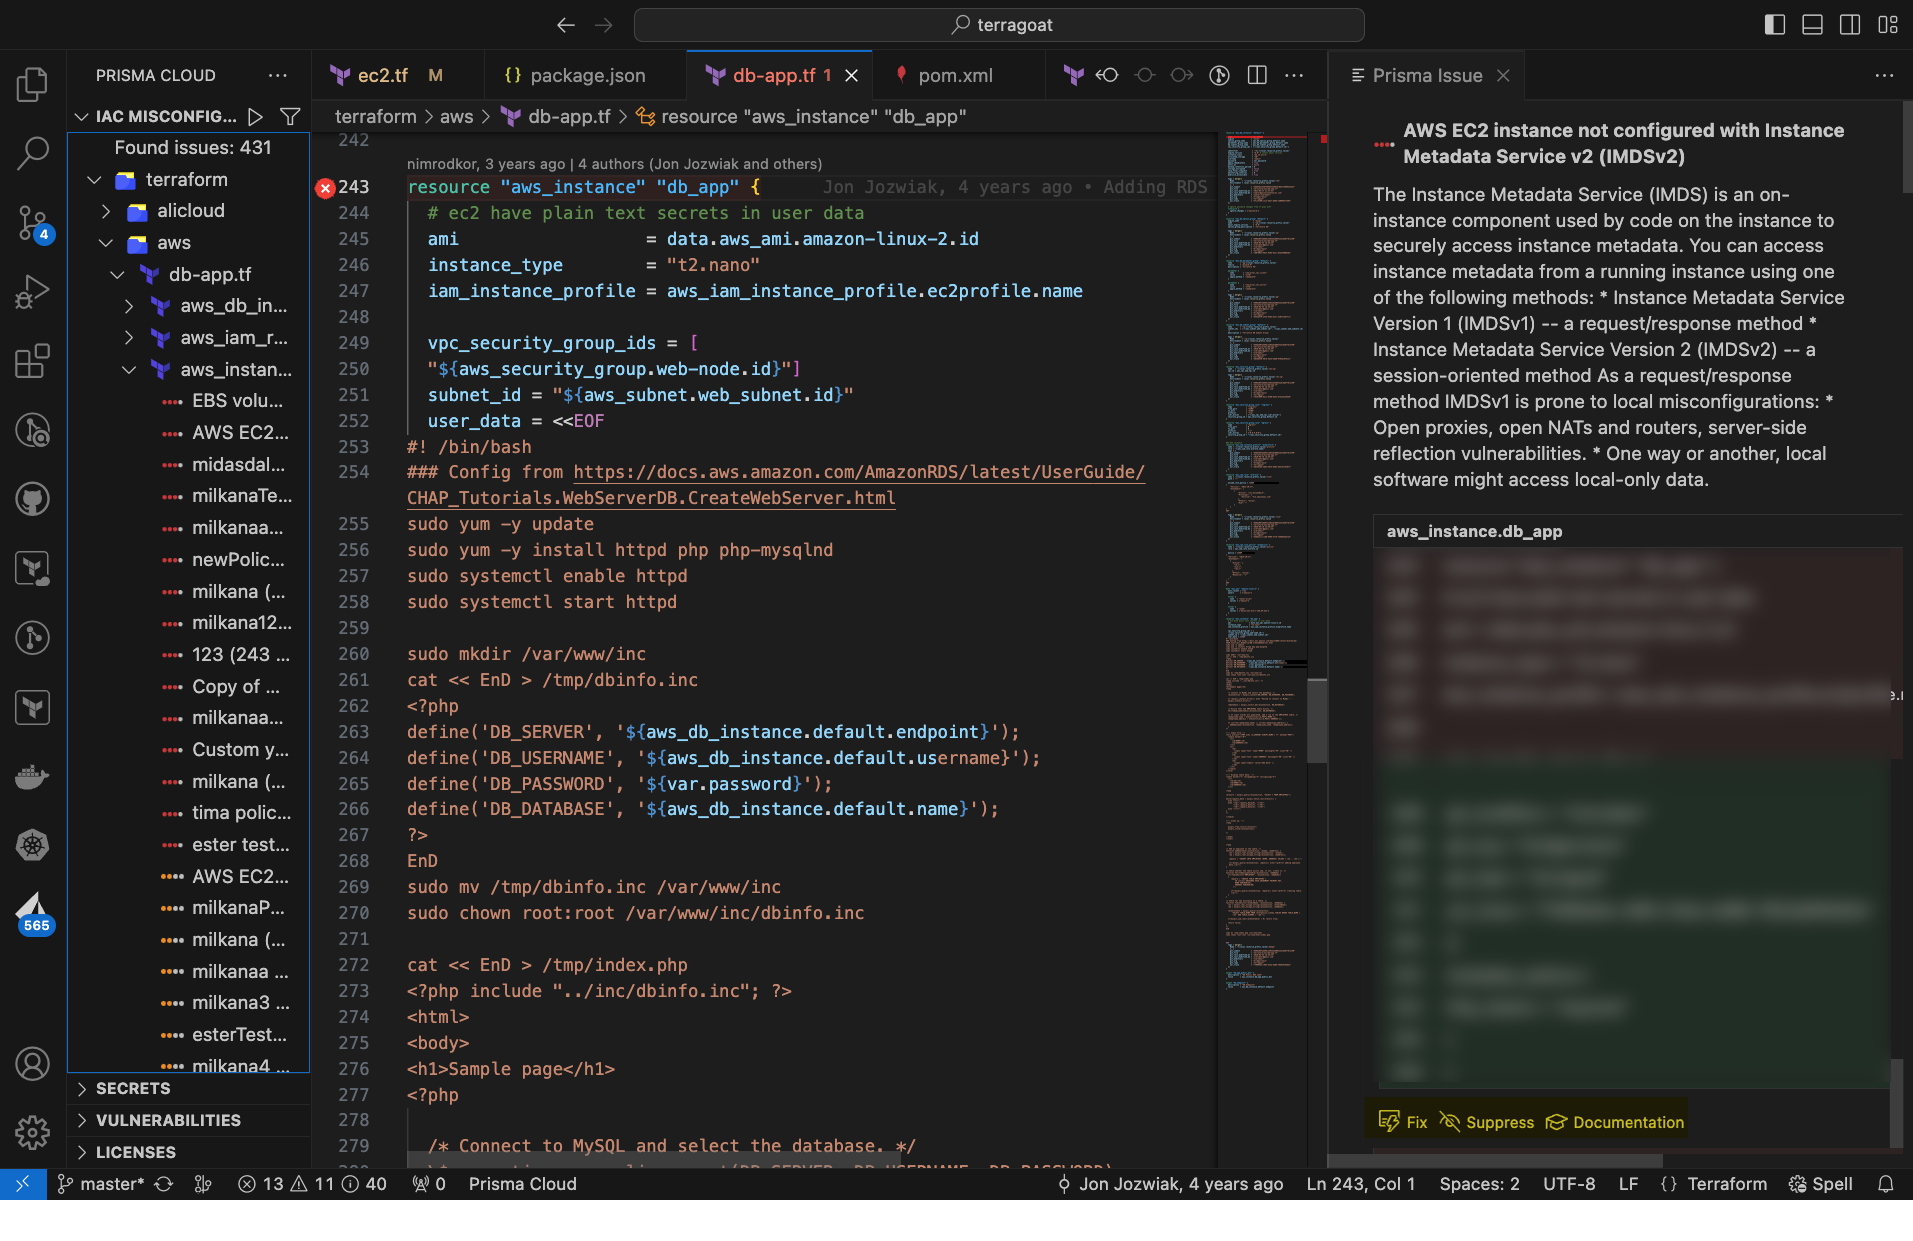 terragoat
PRISMA CLOUD
IAC MISCONFIG...
Found issues: 431
terraform
alicloud
aws
db-app.tf
aws_db_in...
aws_iam_r...
aws_instan...
EBS volu...
AWS EC2...
midasdal...
milkanaTe...
milkanaa...
newPolic...
milkana (...
milkana12...
123 (243 ...
Copy of ...
milkanaa...
Custom y...
milkana (...
tima polic...
ester test...
AWS EC2...
milkanaP...
milkana (...
milkanaa ...
milkana3 ...
esterTest...
milkana4 ...
SECRETS
VULNERABILITIES
LICENSES
4
565
ec2.tf M
package.json
db-app.tf 1
pom.xml
terraform > aws > db-app.tf > resource "aws_instance" "db_app"
242
nimrodkor, 3 years ago | 4 authors (Jon Jozwiak and others)
243 resource "aws_instance" "db_app" { Jon Jozwiak, 4 years ago • Adding RDS
244 # ec2 have plain text secrets in user data
245 ami = data.aws_ami.amazon-linux-2.id
246 instance_type = "t2.nano"
247 iam_instance_profile = aws_iam_instance_profile.ec2profile.name
248
249 vpc_security_group_ids = [
250 "${aws_security_group.web-node.id}"]
251 subnet_id = "${aws_subnet.web_subnet.id}"
252 user_data = <<EOF
253 #! /bin/bash
254 ### Config from https://docs.aws.amazon.com/AmazonRDS/latest/UserGuide/
CHAP_Tutorials.WebServerDB.CreateWebServer.html
255 sudo yum -y update
256 sudo yum -y install httpd php php-mysqlnd
257 sudo systemctl enable httpd
258 sudo systemctl start httpd
259
260 sudo mkdir /var/www/inc
261 cat << EnD > /tmp/dbinfo.inc
262 <?php
263 define('DB_SERVER', '${aws_db_instance.default.endpoint}');
264 define('DB_USERNAME', '${aws_db_instance.default.username}');
265 define('DB_PASSWORD', '${var.password}');
266 define('DB_DATABASE', '${aws_db_instance.default.name}');
267 ?>
268 EnD
269 sudo mv /tmp/dbinfo.inc /var/www/inc
270 sudo chown root:root /var/www/inc/dbinfo.inc
271
272 cat << EnD > /tmp/index.php
273 <?php include "../inc/dbinfo.inc"; ?>
274 <html>
275 <body>
276 <h1>Sample page</h1>
277 <?php
278
279 /* Connect to MySQL and select the database. */
Prisma Issue
AWS EC2 instance not configured with Instance
Metadata Service v2 (IMDSv2)
The Instance Metadata Service (IMDS) is an on-
instance component used by code on the instance to
securely access instance metadata. You can access
instance metadata from a running instance using one
of the following methods: * Instance Metadata Service
Version 1 (IMDSv1) -- a request/response method *
Instance Metadata Service Version 2 (IMDSv2) -- a
session-oriented method As a request/response
method IMDSv1 is prone to local misconfigurations: *
Open proxies, open NATs and routers, server-side
reflection vulnerabilities. * One way or another, local
software might access local-only data.
aws_instance.db_app
Fix Suppress Documentation
master* 13 11 40 0 Prisma Cloud Jon Jozwiak, 4 years ago Ln 243, Col 1 Spaces: 2 UTF-8 LF {} Terraform Spell